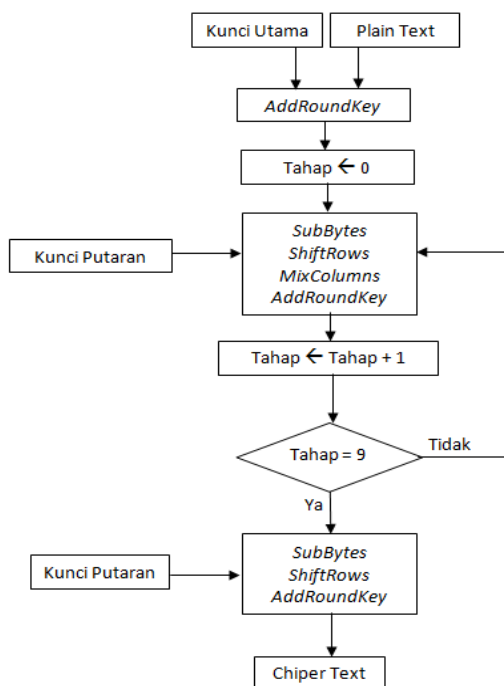 Kunci Utama
Plain Text
AddRoundKey
Tahap ← 0
SubBytes
ShiftRows
MixColumns
AddRoundKey
Kunci Putaran
Tahap ← Tahap + 1
Tahap = 9
Tidak
Ya
SubBytes
ShiftRows
AddRoundKey
Kunci Putaran
Chiper Text